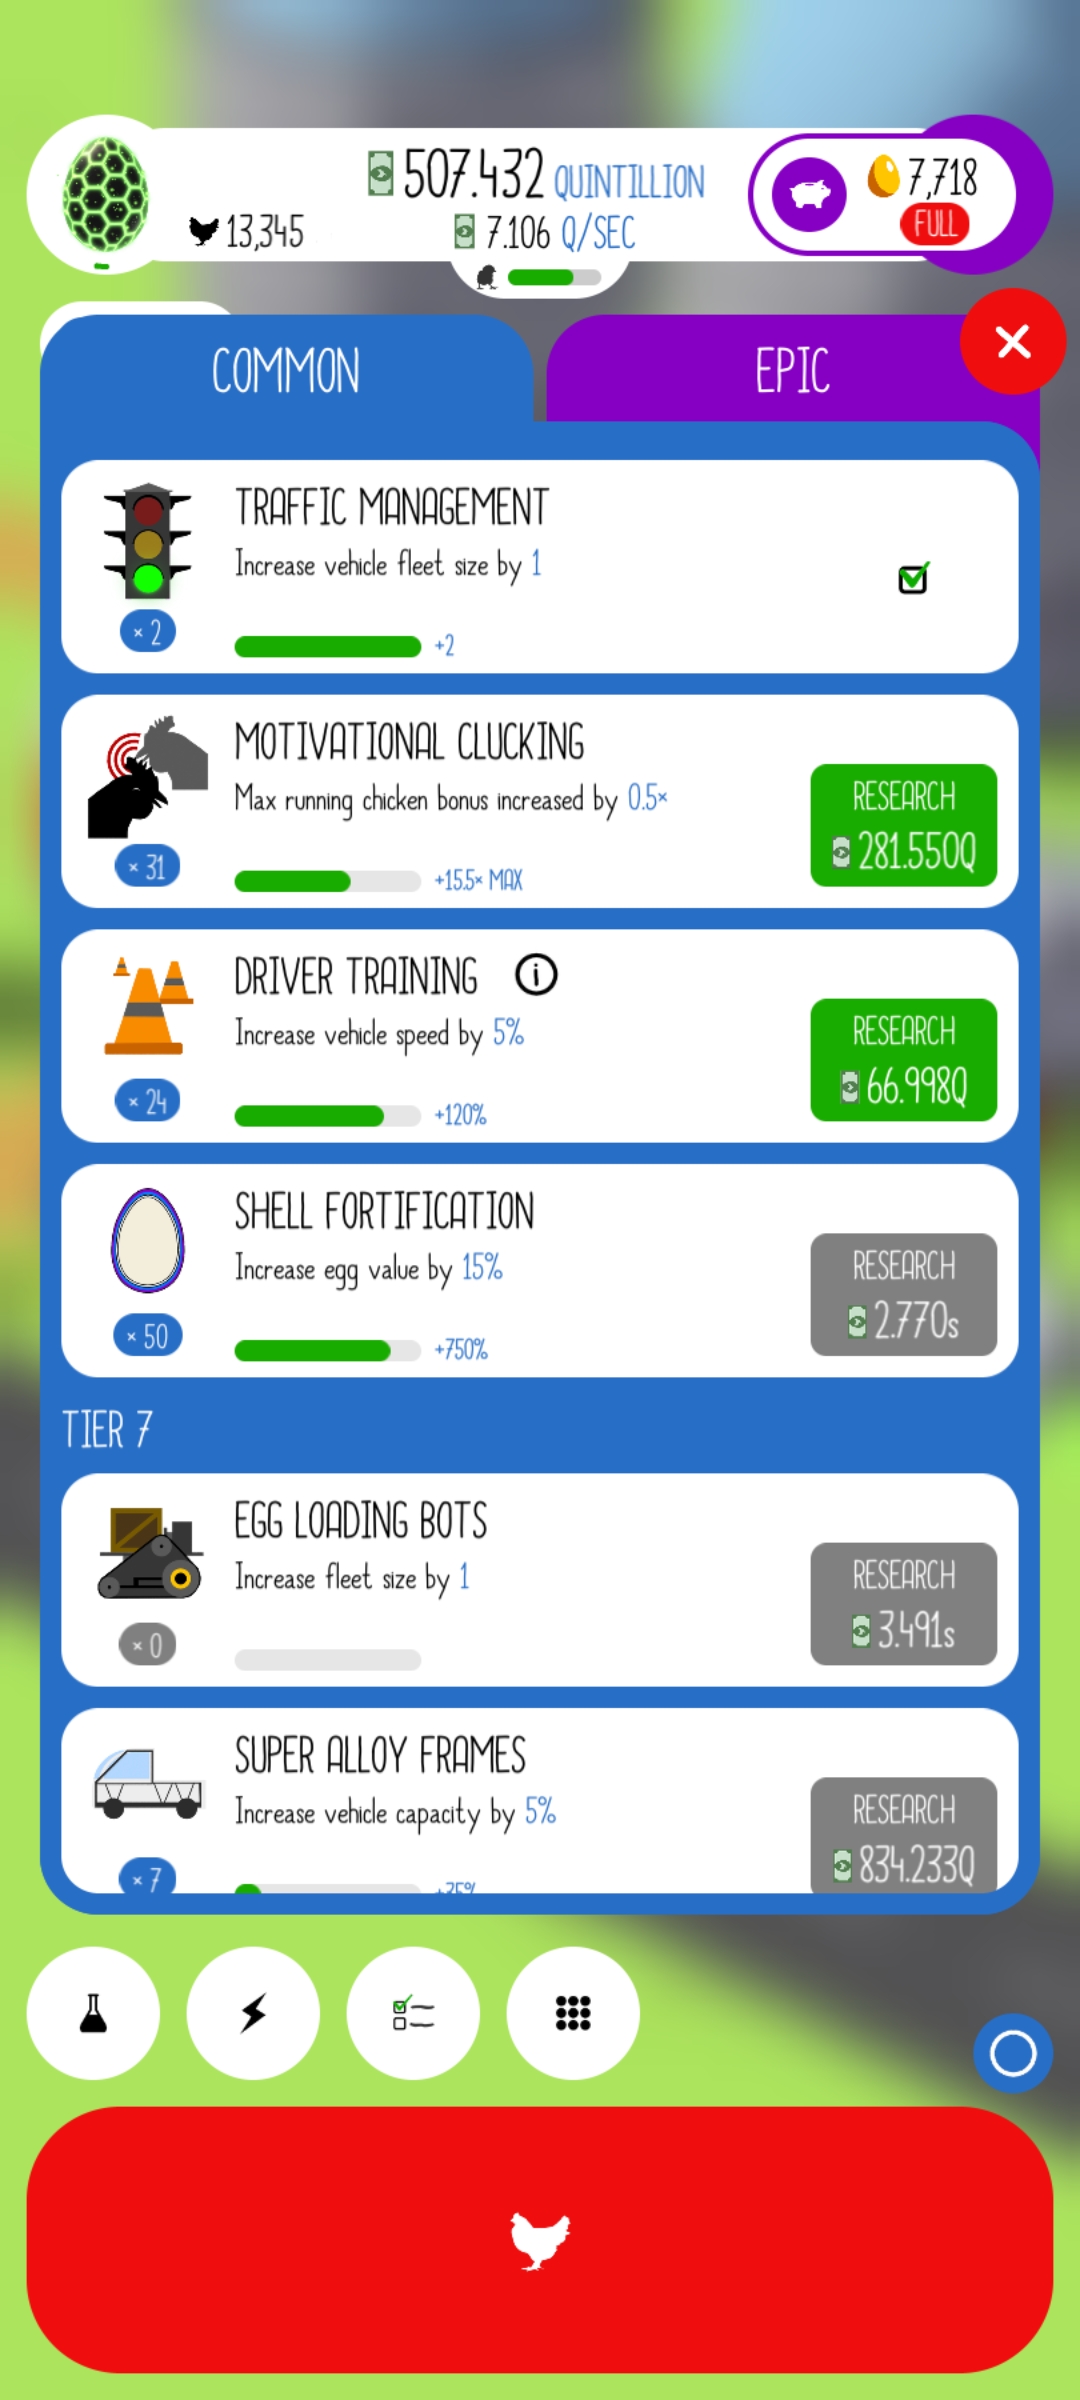 507.432 QUINTILLION
13,345
7.106 Q/SEC
7,718
FULL
COMMON
EPIC
TRAFFIC MANAGEMENT
Increase vehicle fleet size by 1
× 2
+2
MOTIVATIONAL CLUCKING
Max running chicken bonus increased by 0.5×
RESEARCH
281.550Q
× 31
+15.5× MAX
DRIVER TRAINING i
Increase vehicle speed by 5%
RESEARCH
66.998Q
× 24
+120%
SHELL FORTIFICATION
Increase egg value by 15%
RESEARCH
2.770s
× 50
+750%
TIER 7
EGG LOADING BOTS
Increase fleet size by 1
RESEARCH
3.491s
× 0
SUPER ALLOY FRAMES
Increase vehicle capacity by 5%
RESEARCH
834.233Q
× 7
+35%